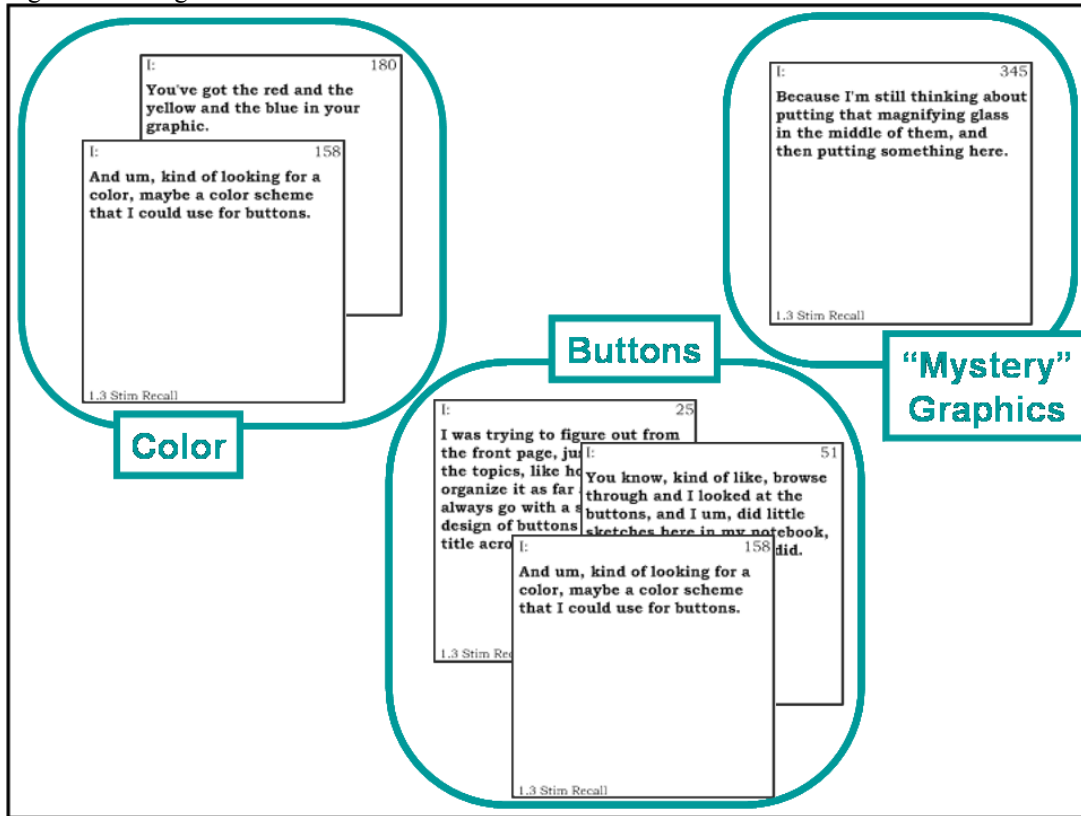 I: 180
You've got the red and the
yellow and the blue in your
graphic.
I: 158
And um, kind of looking for a
color, maybe a color scheme
that I could use for buttons.
1.3 Stim Recall
Color
I: 345
Because I'm still thinking about
putting that magnifying glass
in the middle of them, and
then putting something here.
1.3 Stim Recall
“Mystery”
Graphics
Buttons
I: 25
I was trying to figure out from
the front page,
the topics, like
organize it as far
always go with a
design of buttons
title
1.3 Stim
I: 51
You know, kind of like, browse
through and I looked at the
buttons, and I um, did little
sketches here in my notebook,
did.
I: 158
And um, kind of looking for a
color, maybe a color scheme
that I could use for buttons.
1.3 Stim Recall